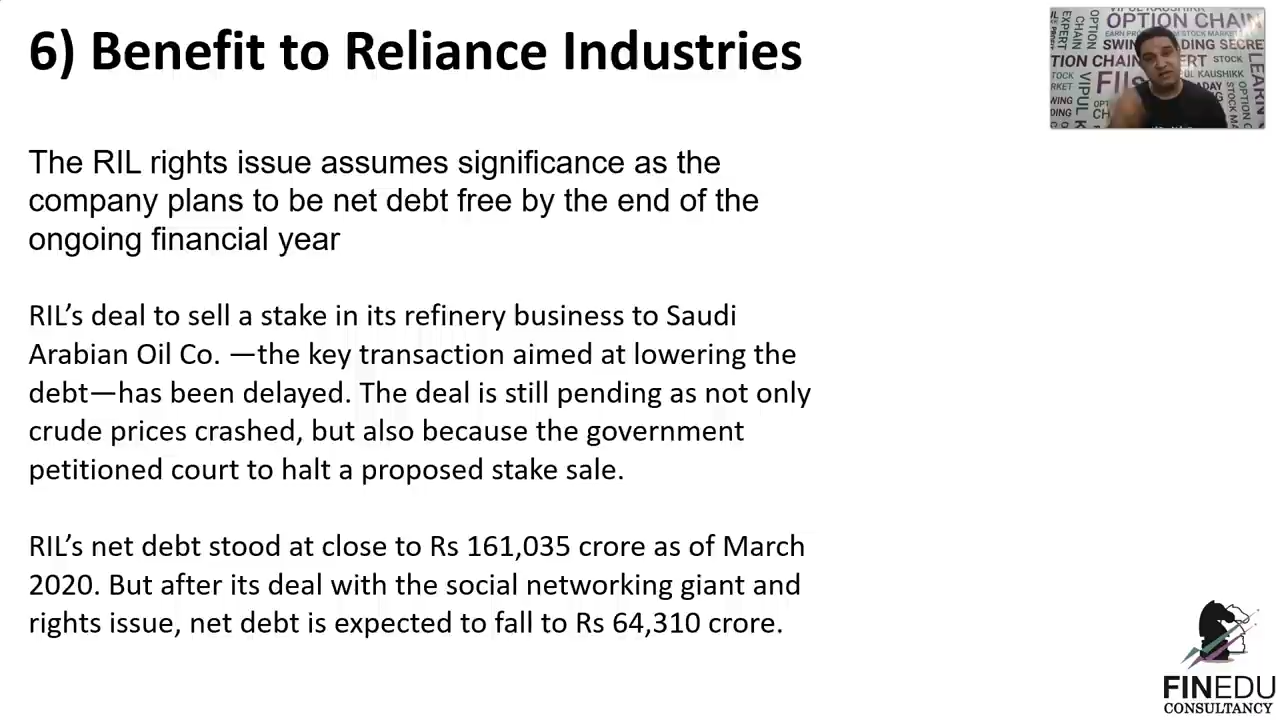 6) Benefit to Reliance Industries
OPTION CHAIN
The RIL rights issue assumes significance as the
company plans to be net debt free by the end of the
ongoing financial year
RIL’s deal to sell a stake in its refinery business to Saudi
Arabian Oil Co. —the key transaction aimed at lowering the
debt—has been delayed. The deal is still pending as not only
crude prices crashed, but also because the government
petitioned court to halt a proposed stake sale.
RIL’s net debt stood at close to Rs 161,035 crore as of March
2020. But after its deal with the social networking giant and
rights issue, net debt is expected to fall to Rs 64,310 crore.
FINEDU
CONSULTANCY